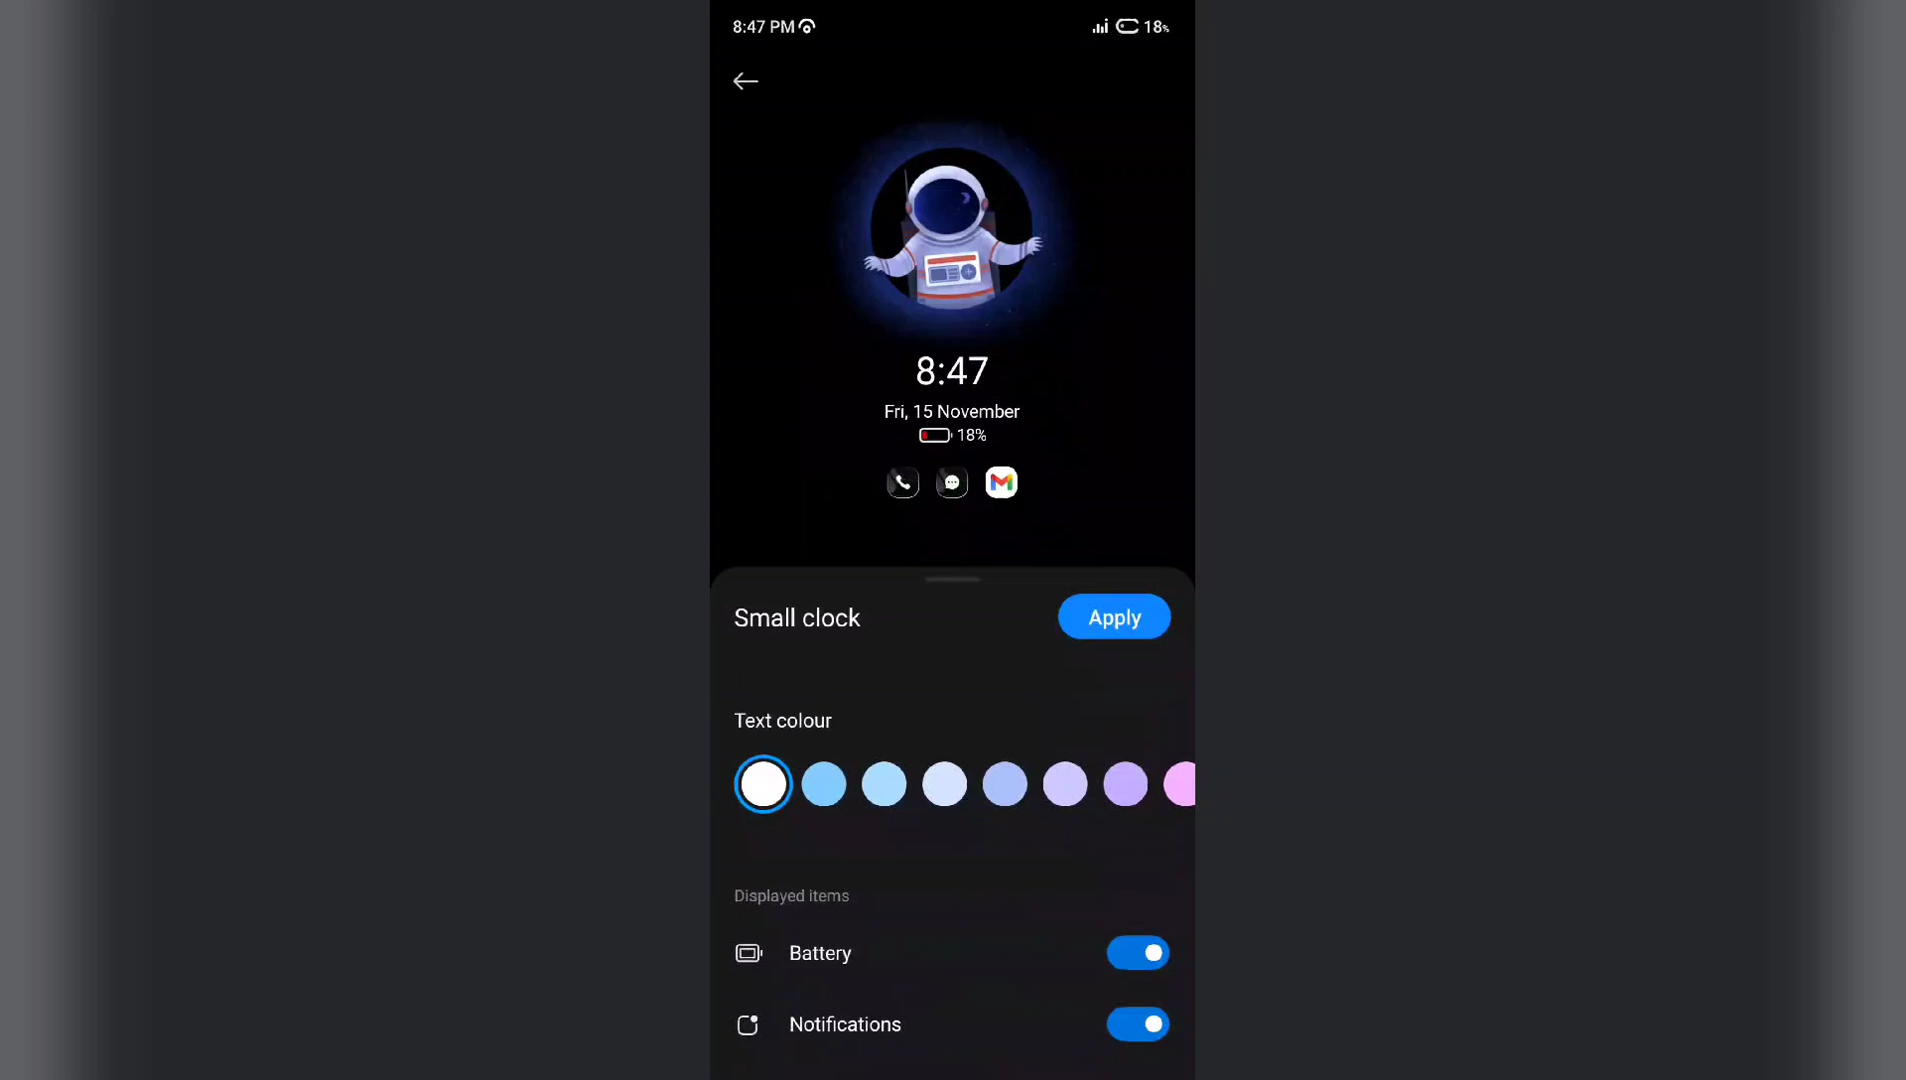 8:47 PM 18%
8:47
Fri, 15 November
18%
Small clock
Apply
Text colour
Displayed items
Battery
Notifications